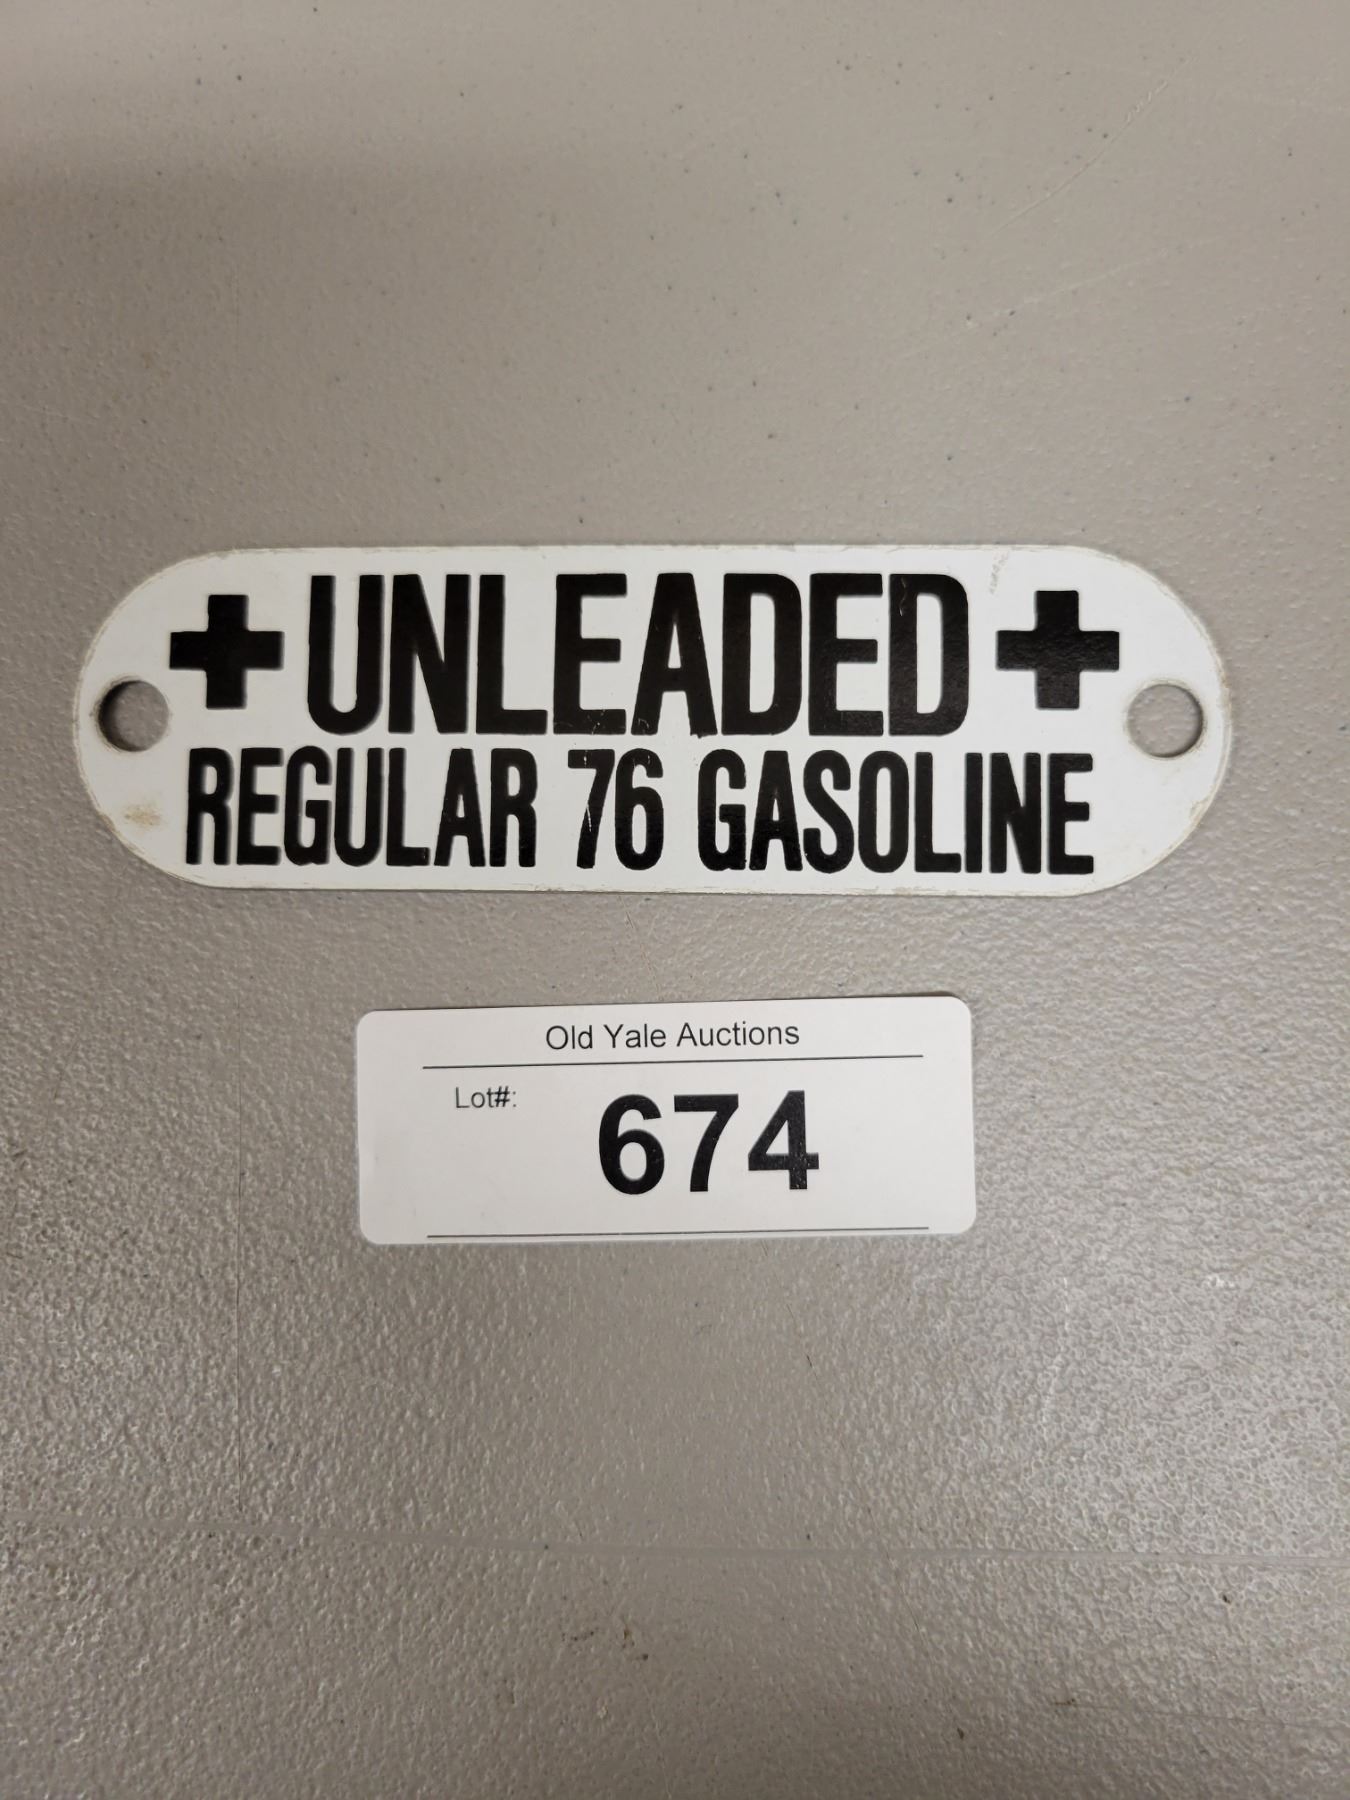 + UNLEADED +
REGULAR 76 GASOLINE
Old Yale Auctions
Lot#:
674